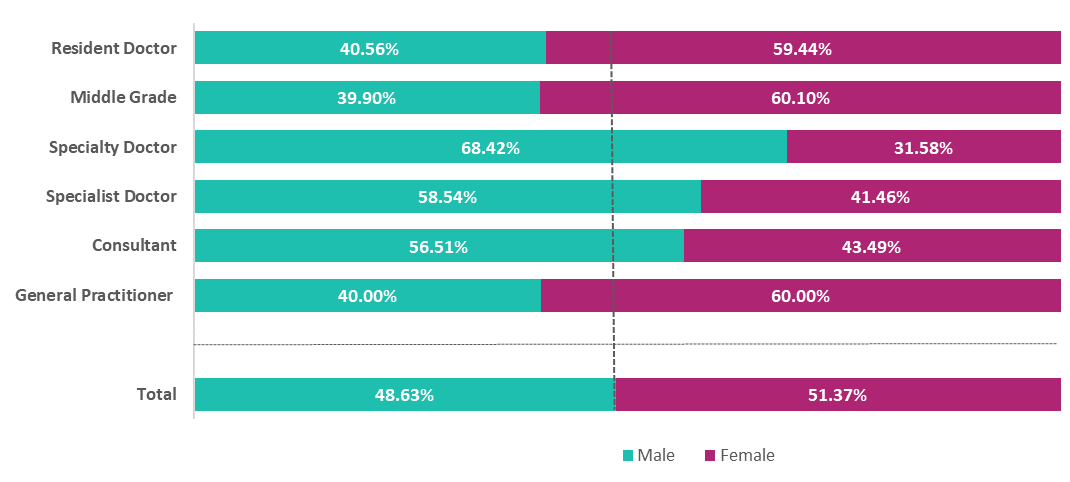 Resident Doctor 40.56% 59.44%
Middle Grade 39.90% 60.10%
Specialty Doctor 68.42% 31.58%
Specialist Doctor 58.54% 41.46%
Consultant 56.51% 43.49%
General Practitioner 40.00% 60.00%
Total 48.63% 51.37%
Male Female